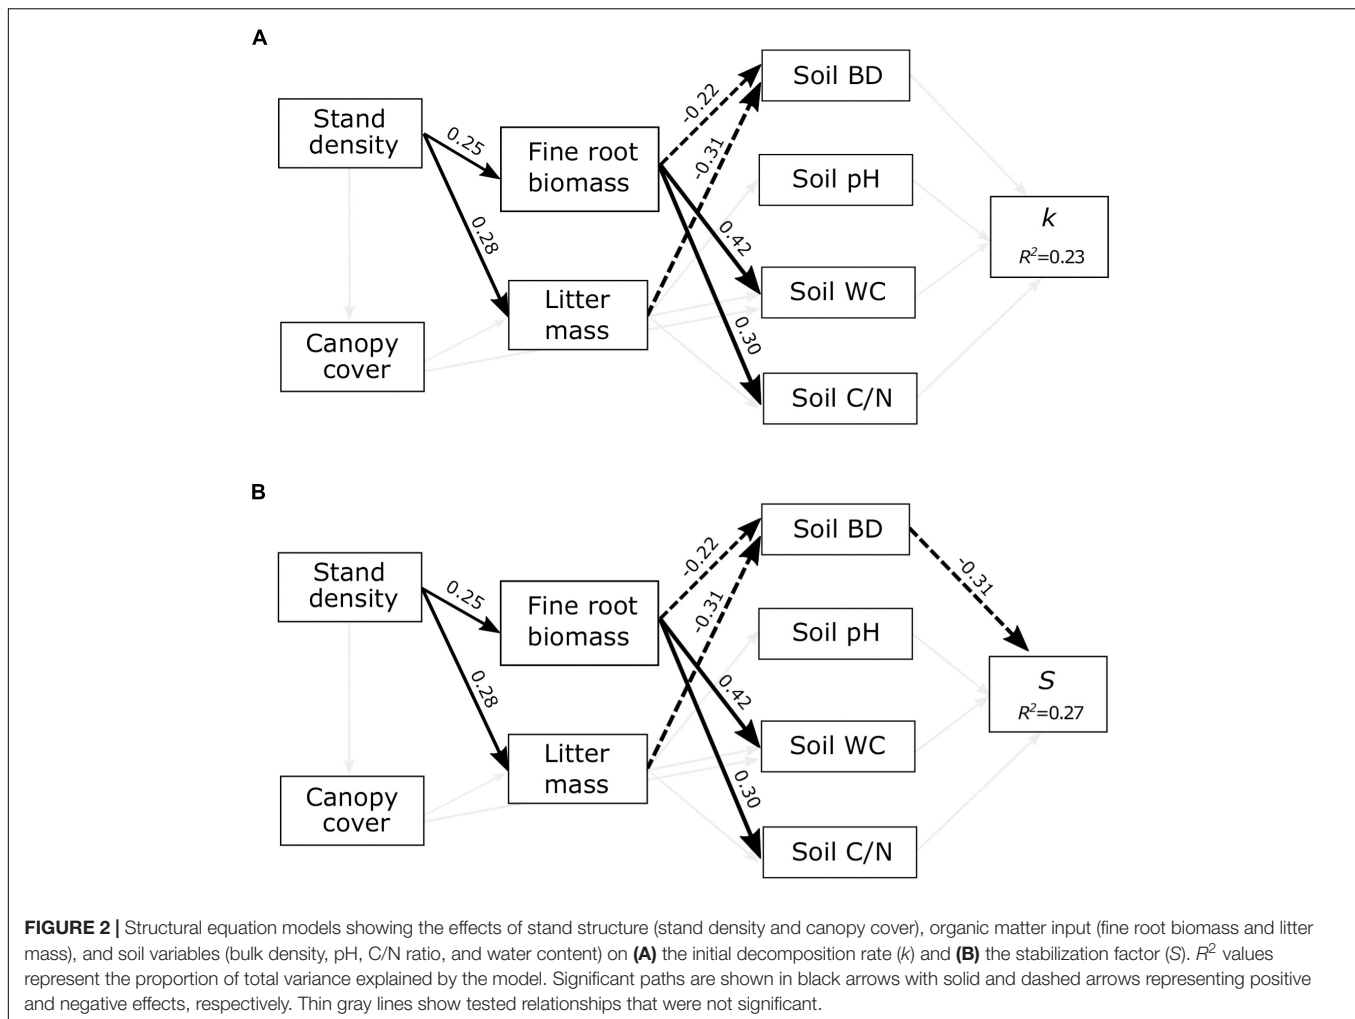 A
Stand
density
0.25
0.28
Canopy
cover
Fine root
biomass
Litter
mass
-0.22
-0.31
0.42
0.30
Soil BD
Soil pH
Soil WC
Soil C/N
k
R²=0.23
B
Stand
density
0.25
0.28
Canopy
cover
Fine root
biomass
Litter
mass
-0.22
-0.31
0.42
0.30
Soil BD
Soil pH
Soil WC
Soil C/N
-0.31
S
R²=0.27
FIGURE 2 | Structural equation models showing the effects of stand structure (stand density and canopy cover), organic matter input (fine root biomass and litter
mass), and soil variables (bulk density, pH, C/N ratio, and water content) on (A) the initial decomposition rate (k) and (B) the stabilization factor (S). R² values
represent the proportion of total variance explained by the model. Significant paths are shown in black arrows with solid and dashed arrows representing positive
and negative effects, respectively. Thin gray lines show tested relationships that were not significant.